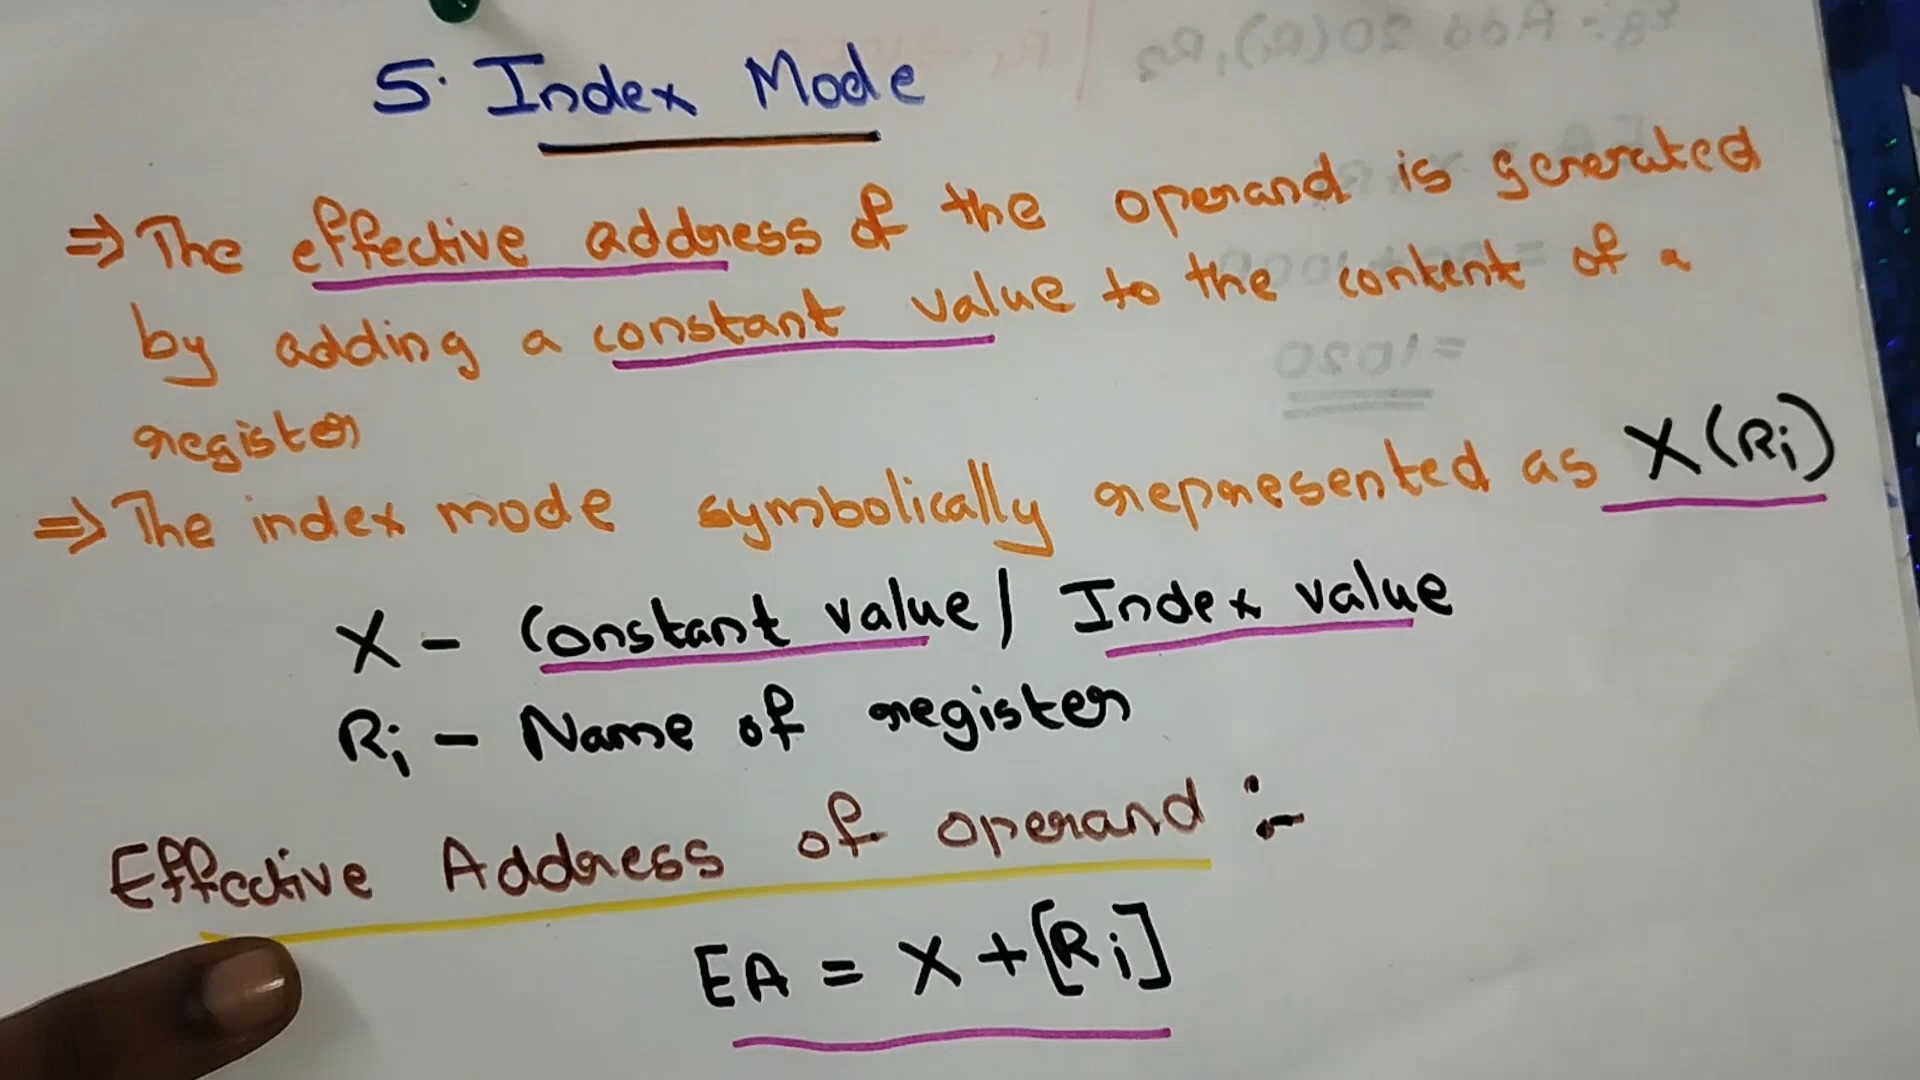 5. Index Mode
⇒ The effective address of the operand is generated
by adding a constant value to the content of a
register
⇒ The index mode symbolically represented as X(Ri)
X - Constant value / Index value
Ri - Name of register
Effective Address of operand :-
EA = X + [Ri]